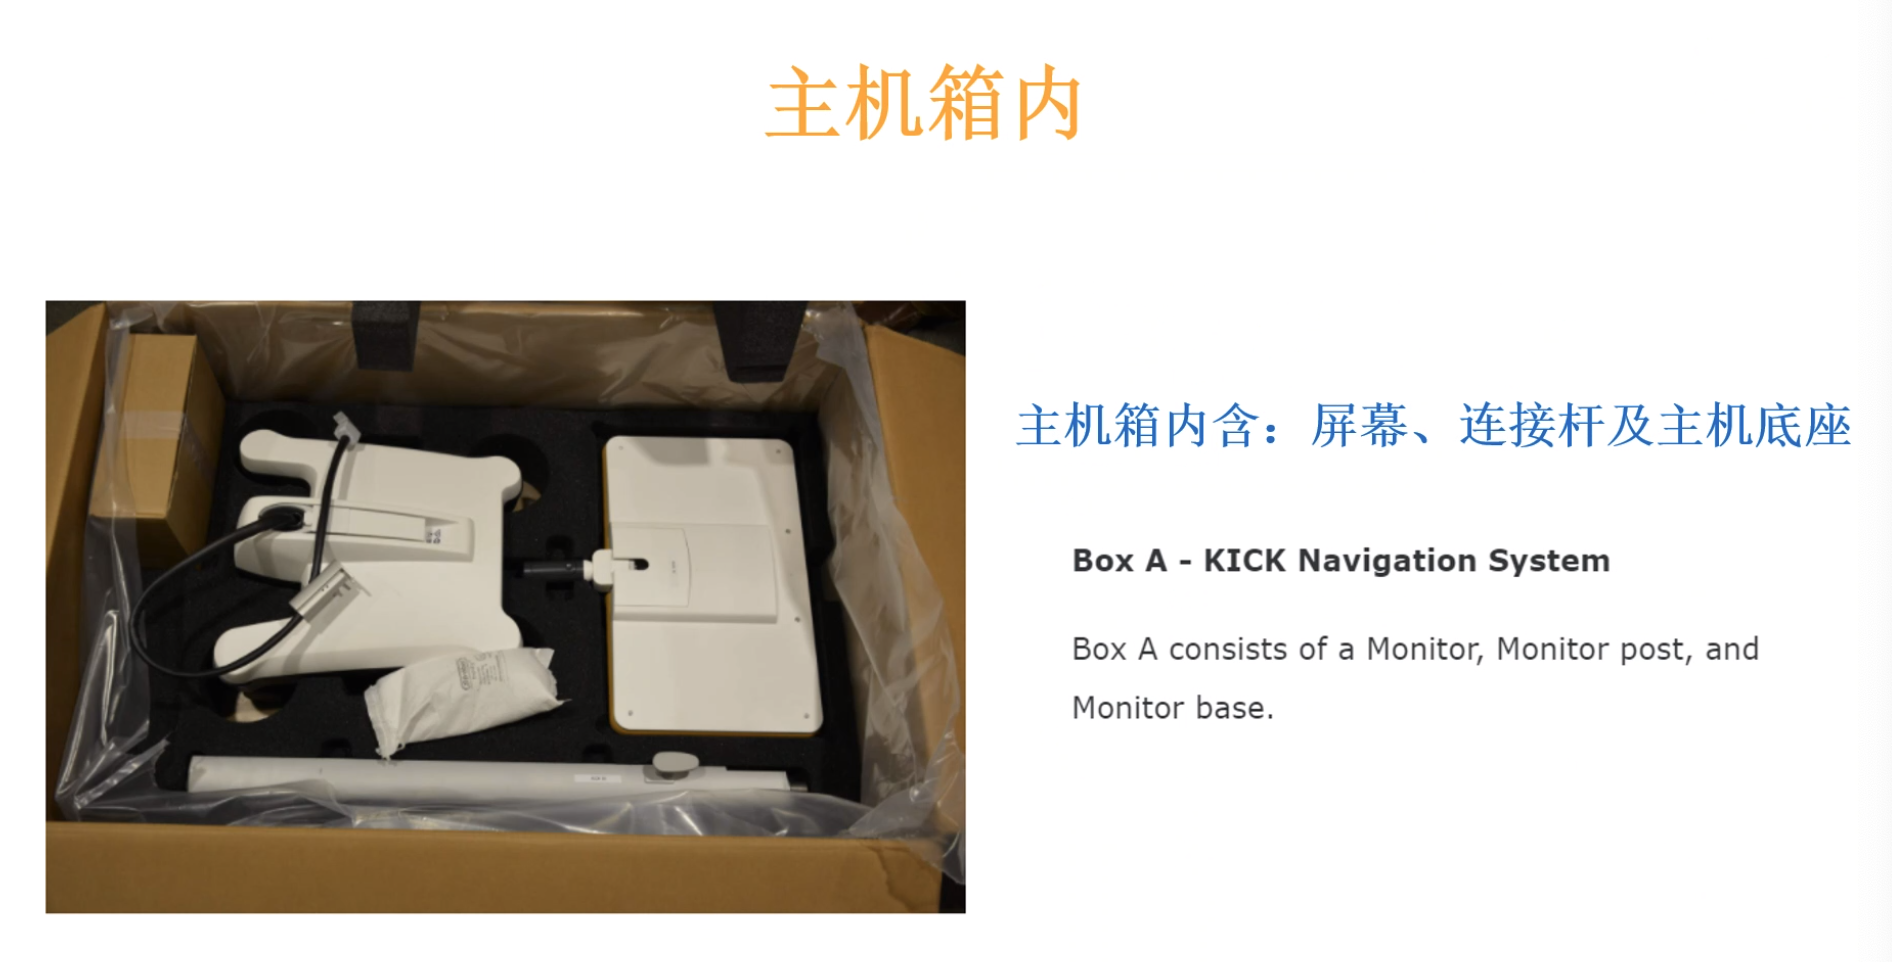 主机箱内
主机箱内含：屏幕、连接杆及主机底座
Box A - KICK Navigation System
Box A consists of a Monitor, Monitor post, and
Monitor base.